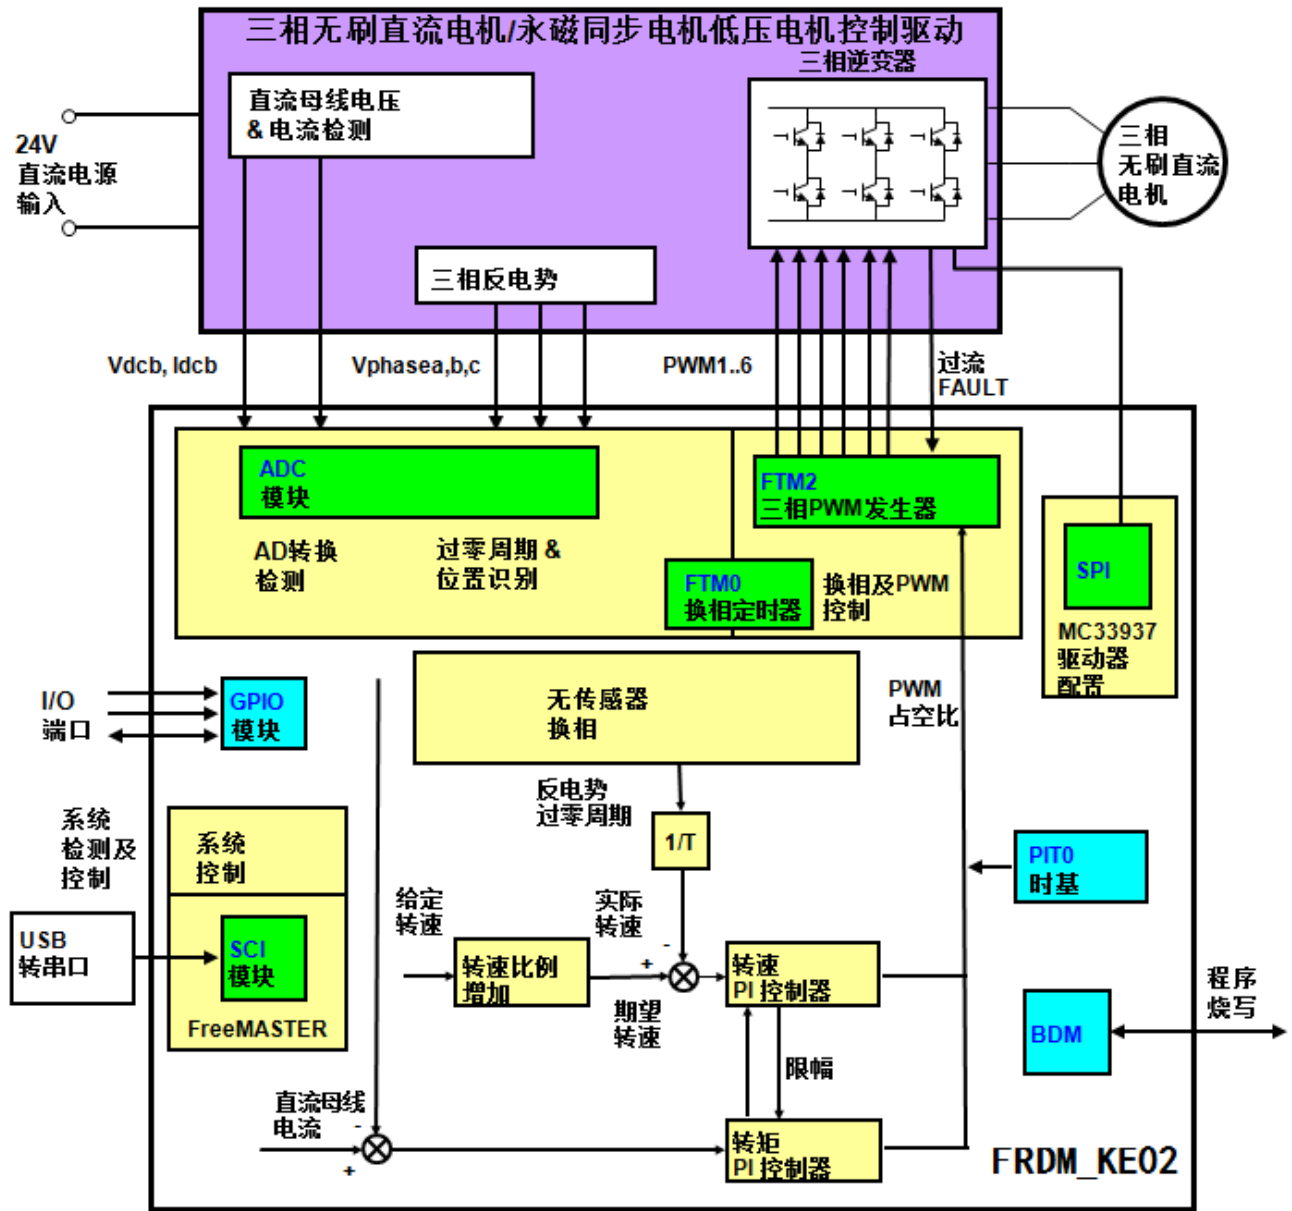 三相无刷直流电机/永磁同步电机低压电机控制驱动
三相逆变器
直流母线电压
& 电流检测
24V
直流电源
输入
三相
无刷直流
电机
三相反电势
Vdcb, Idcb
Vphasea,b,c
PWM1..6
过流
FAULT
ADC
模块
FTM2
三相PWM发生器
AD转换
检测
过零周期 &
位置识别
FTM0
换相定时器
换相及PWM
控制
SPI
MC33937
驱动器
配置
I/O
端口
GPIO
模块
无传感器
换相
PWM
占空比
反电势
过零周期
1/T
系统
检测及
控制
系统
控制
PIT0
时基
给定
转速
实际
转速
USB
转串口
SCI
模块
FreeMASTER
转速比例
增加
-
+
期望
转速
转速
PI 控制器
程序
烧写
BDM
限幅
直流母线
电流
-
+
转矩
PI 控制器
FRDM_KE02